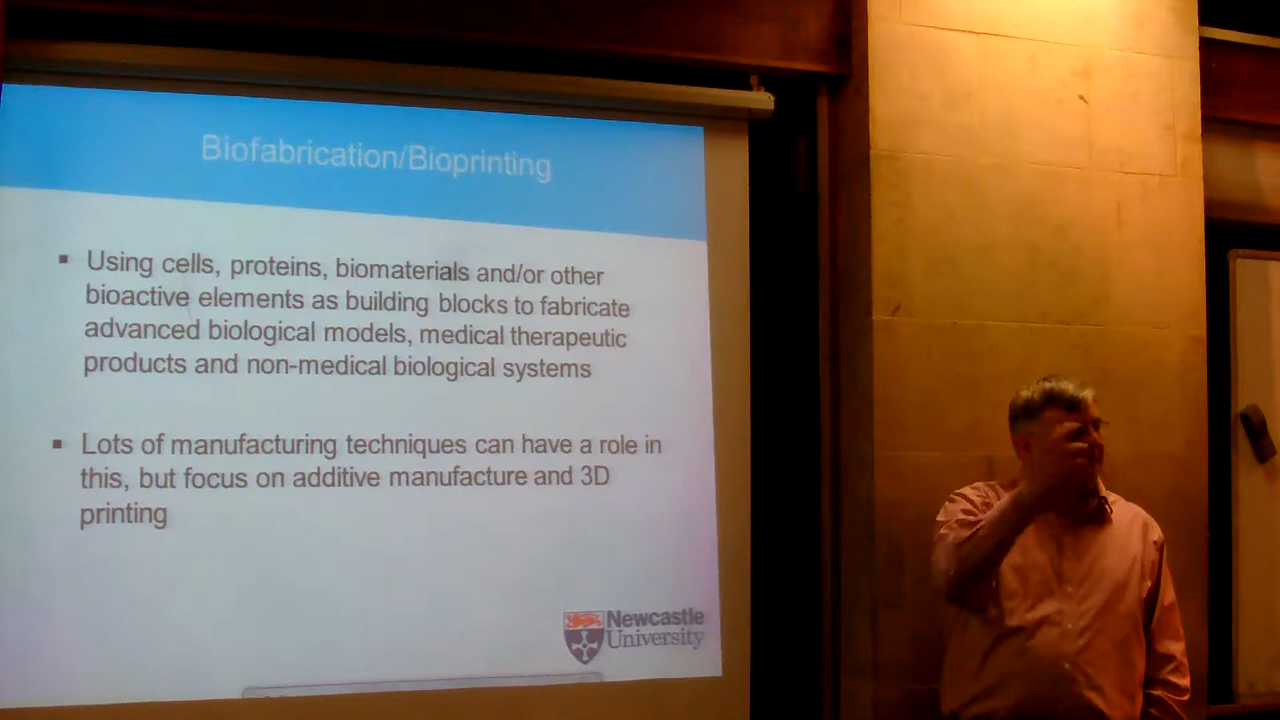 Biofabrication/Bioprinting
Using cells, proteins, biomaterials and/or other
bioactive elements as building blocks to fabricate
advanced biological models, medical therapeutic
products and non-medical biological systems
Lots of manufacturing techniques can have a role in
this, but focus on additive manufacture and 3D
printing
Newcastle
University